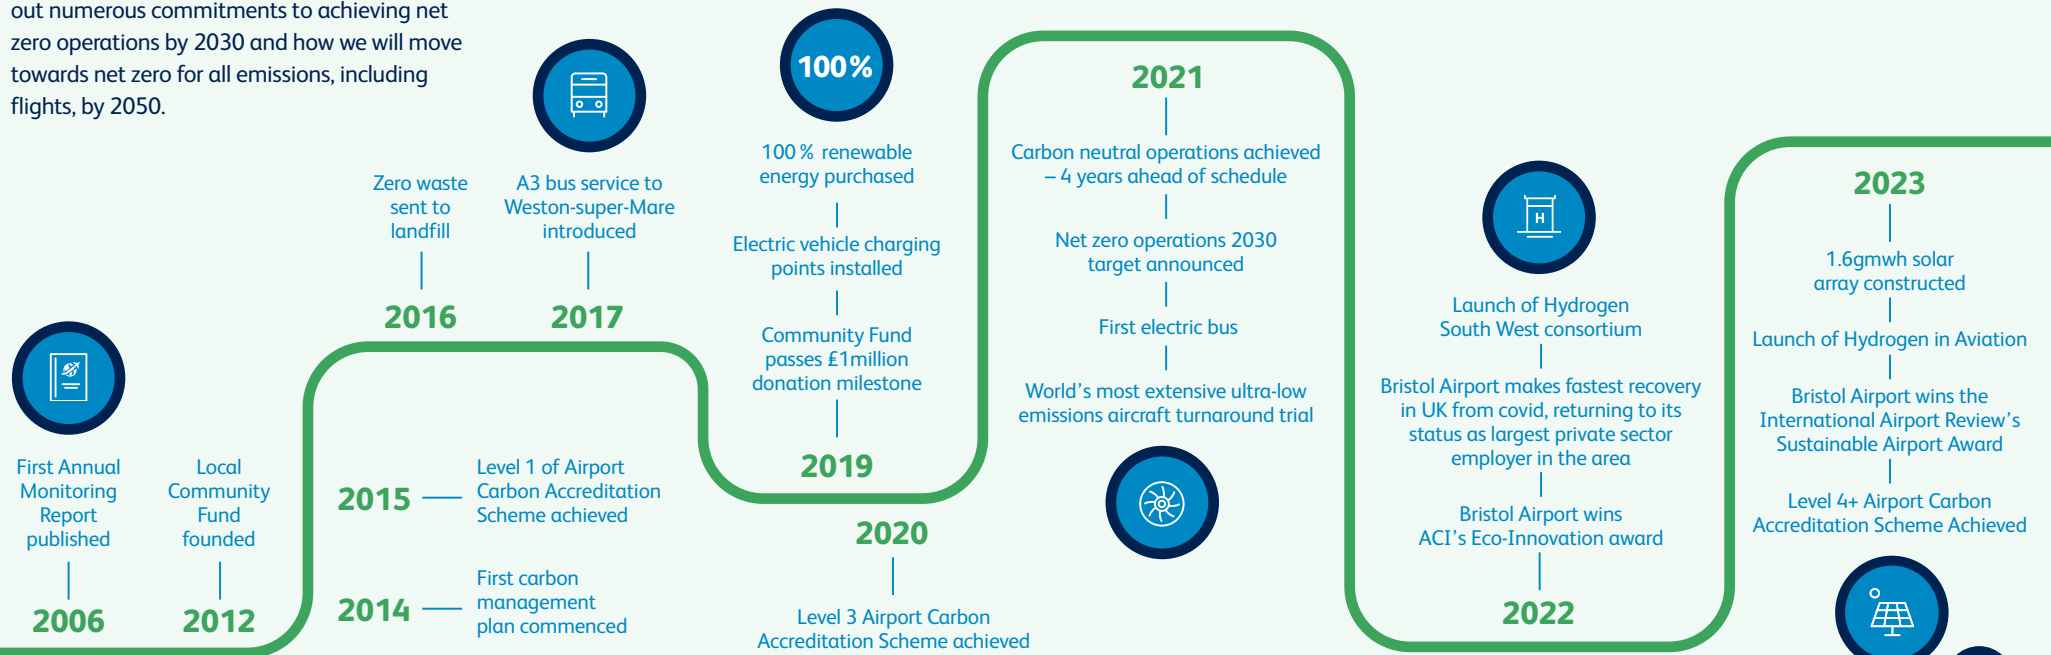 out numerous commitments to achieving net
zero operations by 2030 and how we will move
towards net zero for all emissions, including
flights, by 2050.
First Annual
Monitoring
Report
published
2006
Local
Community
Fund
founded
2012
2014
First carbon
management
plan commenced
2015
Level 1 of Airport
Carbon Accreditation
Scheme achieved
Zero waste
sent to
landfill
2016
A3 bus service to
Weston-super-Mare
introduced
2017
100%
100% renewable
energy purchased
Electric vehicle charging
points installed
Community Fund
passes £1million
donation milestone
2019
2020
Level 3 Airport Carbon
Accreditation Scheme achieved
2021
Carbon neutral operations achieved
– 4 years ahead of schedule
Net zero operations 2030
target announced
First electric bus
World’s most extensive ultra-low
emissions aircraft turnaround trial
H
Launch of Hydrogen
South West consortium
Bristol Airport makes fastest recovery
in UK from covid, returning to its
status as largest private sector
employer in the area
Bristol Airport wins
ACI’s Eco-Innovation award
2022
2023
1.6gmwh solar
array constructed
Launch of Hydrogen in Aviation
Bristol Airport wins the
International Airport Review’s
Sustainable Airport Award
Level 4+ Airport Carbon
Accreditation Scheme Achieved